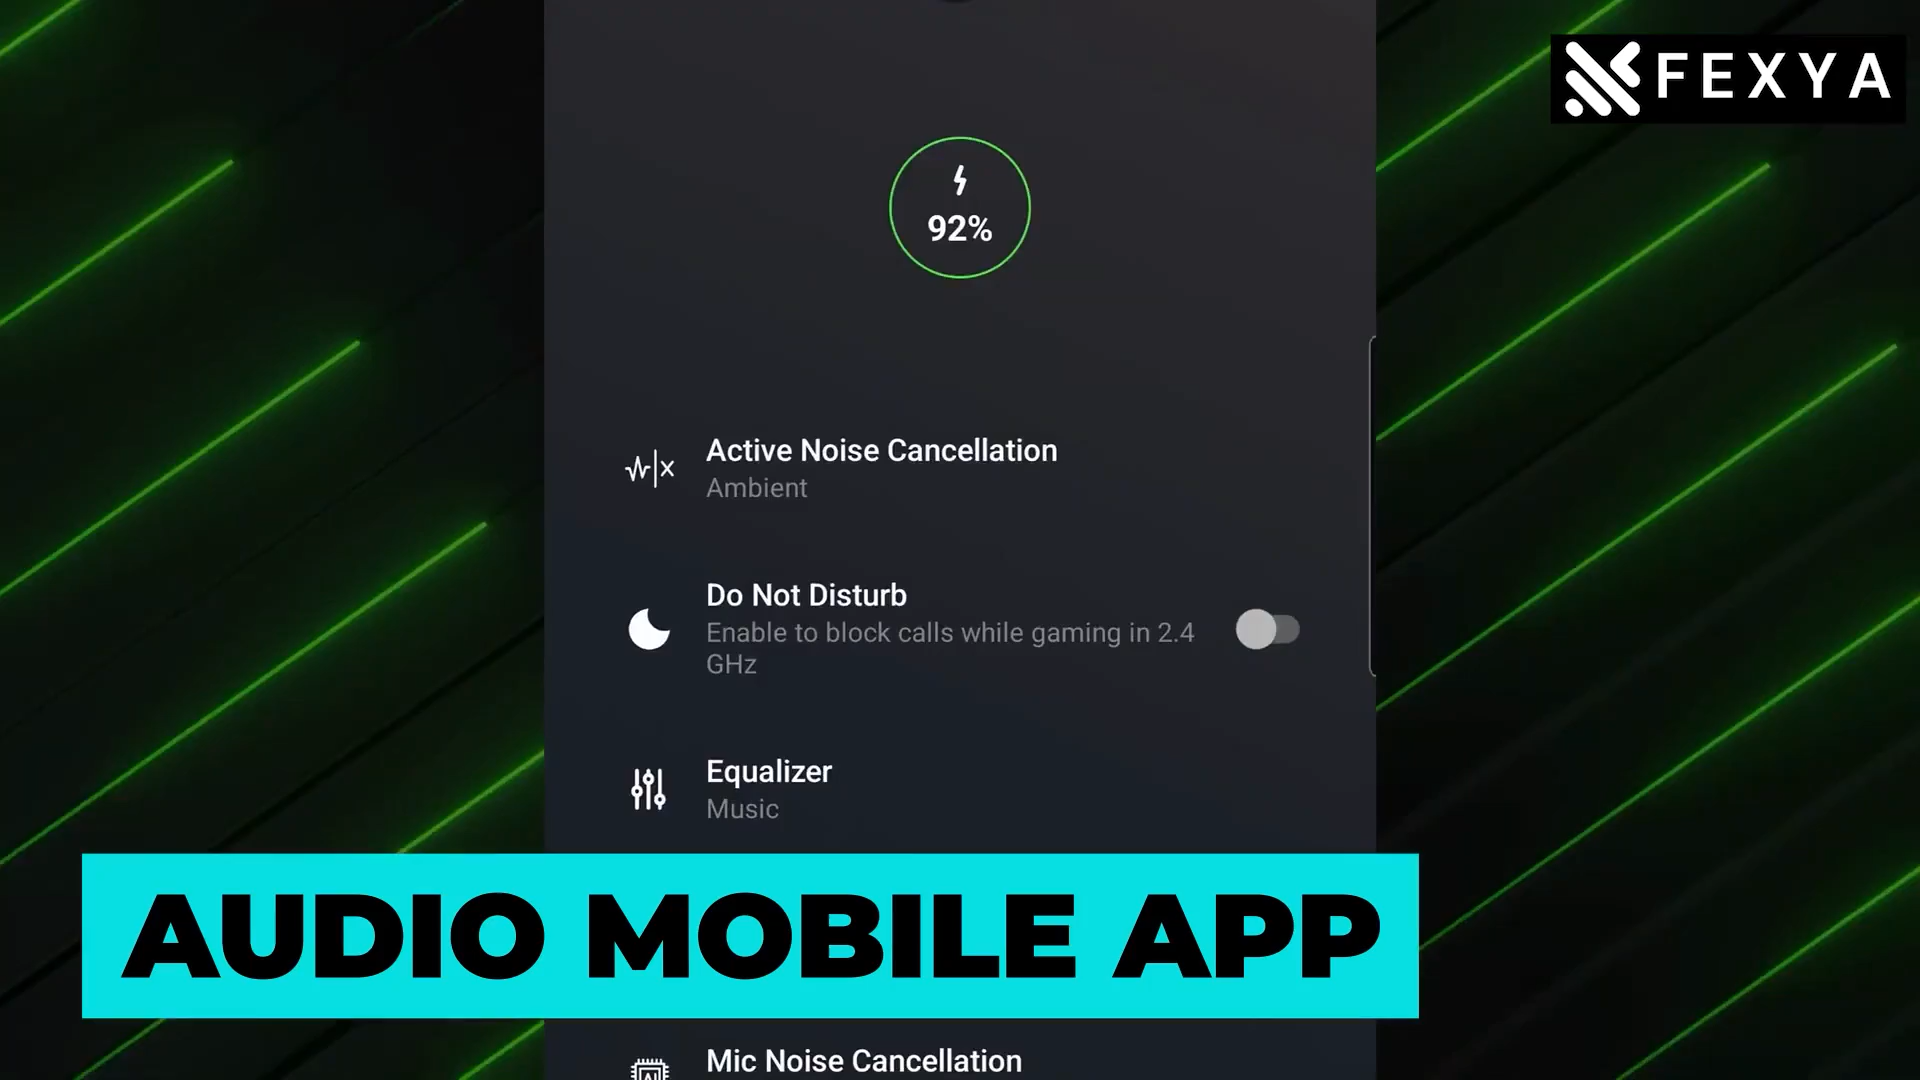 FEXYA
92%
Active Noise Cancellation
Ambient
Do Not Disturb
Enable to block calls while gaming in 2.4
GHz
Equalizer
Music
AUDIO MOBILE APP
Mic Noise Cancellation
AI